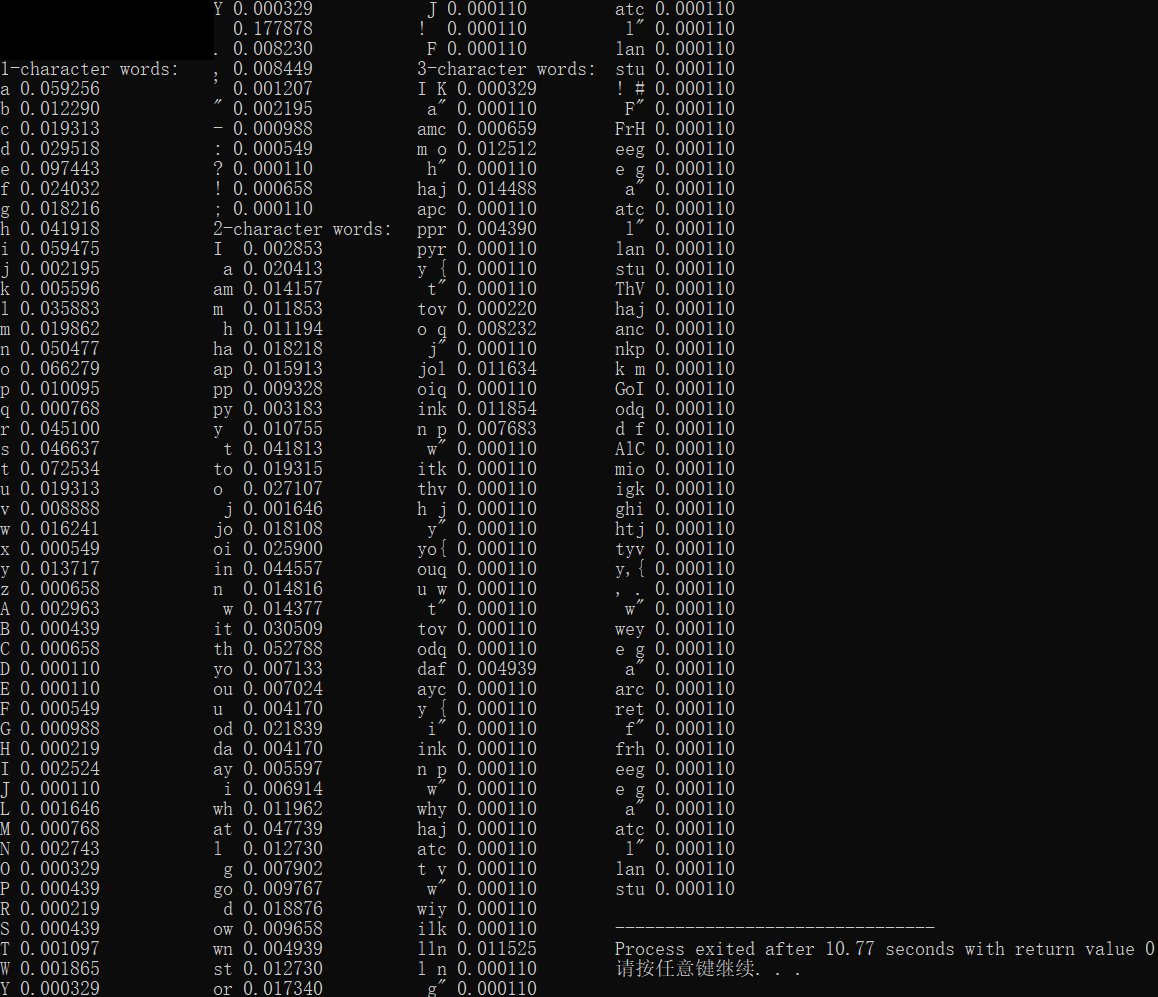 1-character words:
a 0.059256
b 0.012290
c 0.019313
d 0.029518
e 0.097443
f 0.024032
g 0.018216
h 0.041918
i 0.059475
j 0.002195
k 0.005596
l 0.035883
m 0.019862
n 0.050477
o 0.066279
p 0.010095
q 0.000768
r 0.045100
s 0.046637
t 0.072534
u 0.019313
v 0.008888
w 0.016241
x 0.000549
y 0.013717
z 0.000658
A 0.002963
B 0.000439
C 0.000658
D 0.000110
E 0.000110
F 0.000549
G 0.000988
H 0.000219
I 0.002524
J 0.000110
L 0.001646
M 0.000768
N 0.002743
O 0.000329
P 0.000439
R 0.000219
S 0.000439
T 0.001097
W 0.001865
Y 0.000329
Y 0.000329
  0.177878
. 0.008230
, 0.008449
  0.001207
" 0.002195
- 0.000988
: 0.000549
? 0.000110
! 0.000658
; 0.000110
2-character words:
I  0.002853
 a 0.020413
am 0.014157
m  0.011853
 h 0.011194
ha 0.018218
ap 0.015913
pp 0.009328
py 0.003183
y  0.010755
 t 0.041813
to 0.019315
o  0.027107
 j 0.001646
jo 0.018108
oi 0.025900
in 0.044557
n  0.014816
 w 0.014377
it 0.030509
th 0.052788
yo 0.007133
ou 0.007024
u  0.004170
od 0.021839
da 0.004170
ay 0.005597
 i 0.006914
wh 0.011962
at 0.047739
l  0.012730
 g 0.007902
go 0.009767
 d 0.018876
ow 0.009658
wn 0.004939
st 0.012730
or 0.017340
 J 0.000110
!  0.000110
 F 0.000110
3-character words:
I K 0.000329
 a" 0.000110
amc 0.000659
m o 0.012512
 h" 0.000110
haj 0.014488
apc 0.000110
ppr 0.004390
pyr 0.000110
y { 0.000110
 t" 0.000110
tov 0.000220
o q 0.008232
 j" 0.000110
jol 0.011634
oiq 0.000110
ink 0.011854
n p 0.007683
 w" 0.000110
itk 0.000110
thv 0.000110
h j 0.000110
 y" 0.000110
yo{ 0.000110
ouq 0.000110
u w 0.000110
 t" 0.000110
tov 0.000110
odq 0.000110
daf 0.004939
ayc 0.000110
y { 0.000110
 i" 0.000110
ink 0.000110
n p 0.000110
 w" 0.000110
why 0.000110
haj 0.000110
atc 0.000110
t v 0.000110
 w" 0.000110
wiy 0.000110
ilk 0.000110
lln 0.011525
l n 0.000110
 g" 0.000110
atc 0.000110
 l" 0.000110
lan 0.000110
stu 0.000110
! # 0.000110
 F" 0.000110
FrH 0.000110
eeg 0.000110
e g 0.000110
 a" 0.000110
atc 0.000110
 l" 0.000110
lan 0.000110
stu 0.000110
ThV 0.000110
haj 0.000110
anc 0.000110
nkp 0.000110
k m 0.000110
GoI 0.000110
odq 0.000110
d f 0.000110
AlC 0.000110
mio 0.000110
igk 0.000110
ghi 0.000110
htj 0.000110
tyv 0.000110
y,{ 0.000110
, . 0.000110
 w" 0.000110
wey 0.000110
e g 0.000110
 a" 0.000110
arc 0.000110
ret 0.000110
 f" 0.000110
frh 0.000110
eeg 0.000110
e g 0.000110
 a" 0.000110
atc 0.000110
 l" 0.000110
lan 0.000110
stu 0.000110
--------------------------------
Process exited after 10.77 seconds with return value 0
请按任意键继续. . .